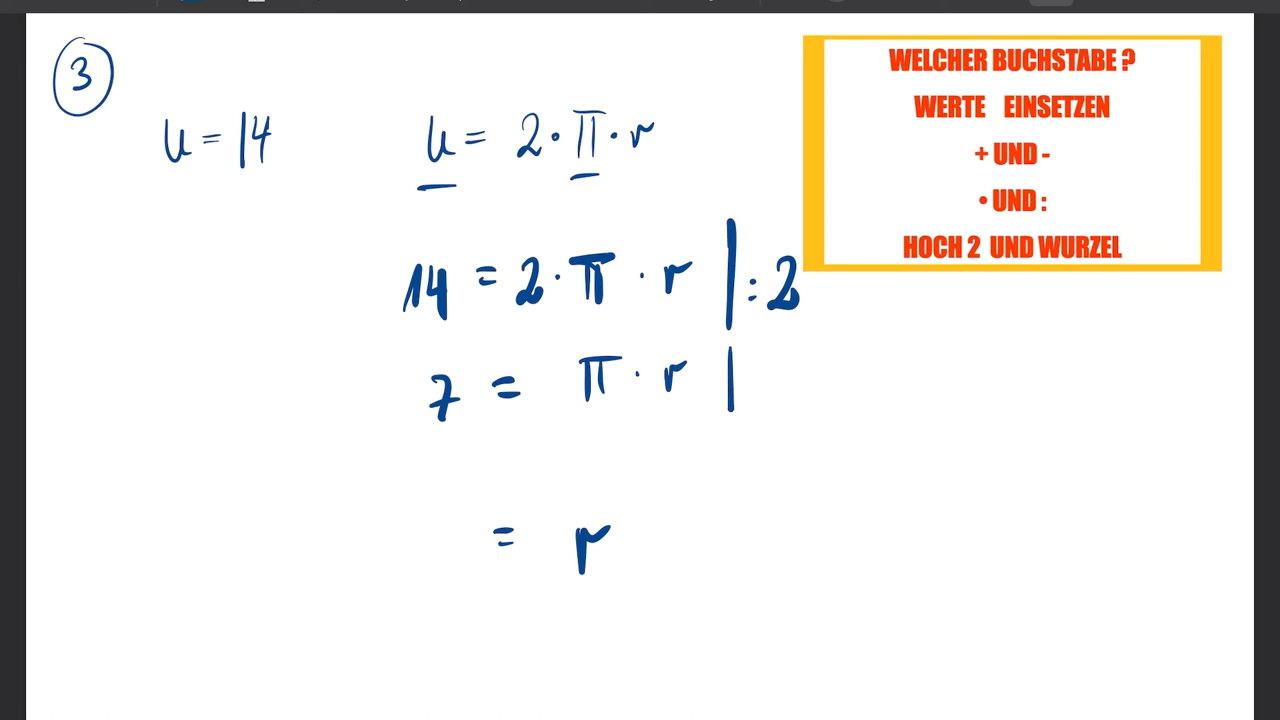 3
u = 14
u = 2 · π · r
14 = 2 · π · r | : 2
7 = π · r |
= r
WELCHER BUCHSTABE ?
WERTE EINSETZEN
+ UND -
• UND :
HOCH 2 UND WURZEL